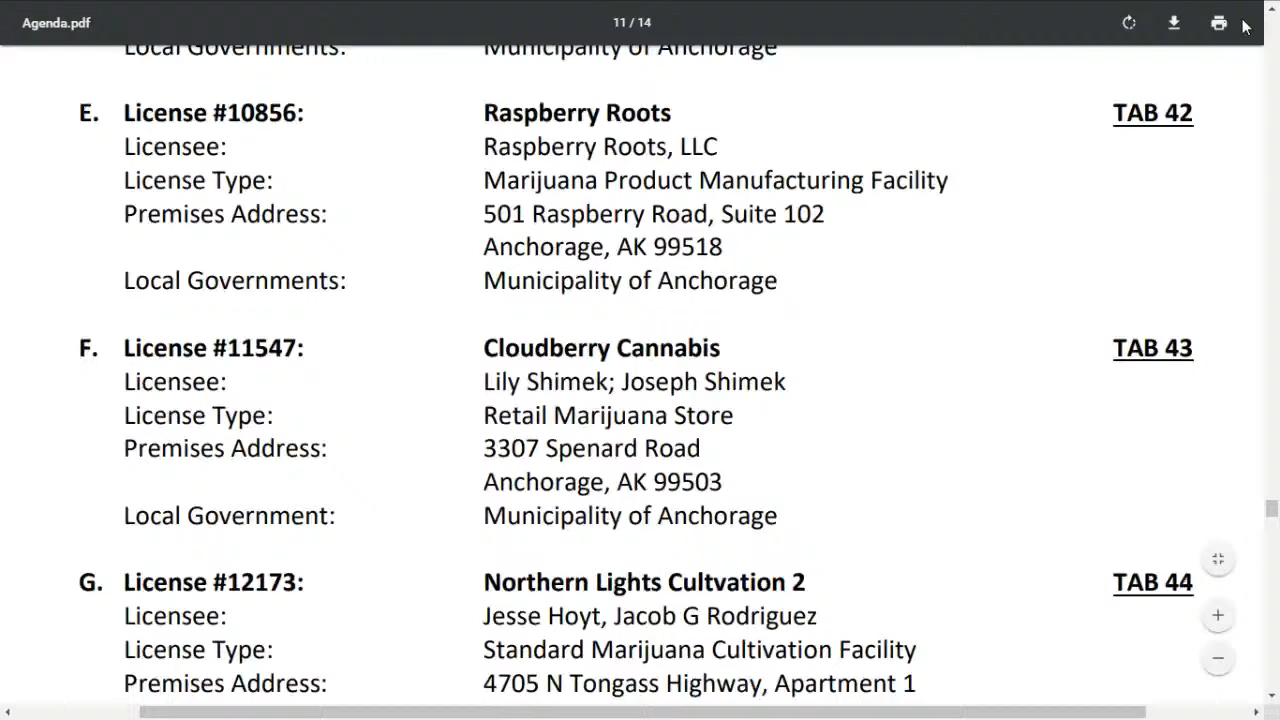 Agenda.pdf 11 / 14
Local Governments: Municipality of Anchorage
E. License #10856: Raspberry Roots TAB 42
Licensee: Raspberry Roots, LLC
License Type: Marijuana Product Manufacturing Facility
Premises Address: 501 Raspberry Road, Suite 102
Anchorage, AK 99518
Local Governments: Municipality of Anchorage
F. License #11547: Cloudberry Cannabis TAB 43
Licensee: Lily Shimek; Joseph Shimek
License Type: Retail Marijuana Store
Premises Address: 3307 Spenard Road
Anchorage, AK 99503
Local Government: Municipality of Anchorage
G. License #12173: Northern Lights Cultvation 2 TAB 44
Licensee: Jesse Hoyt, Jacob G Rodriguez
License Type: Standard Marijuana Cultivation Facility
Premises Address: 4705 N Tongass Highway, Apartment 1